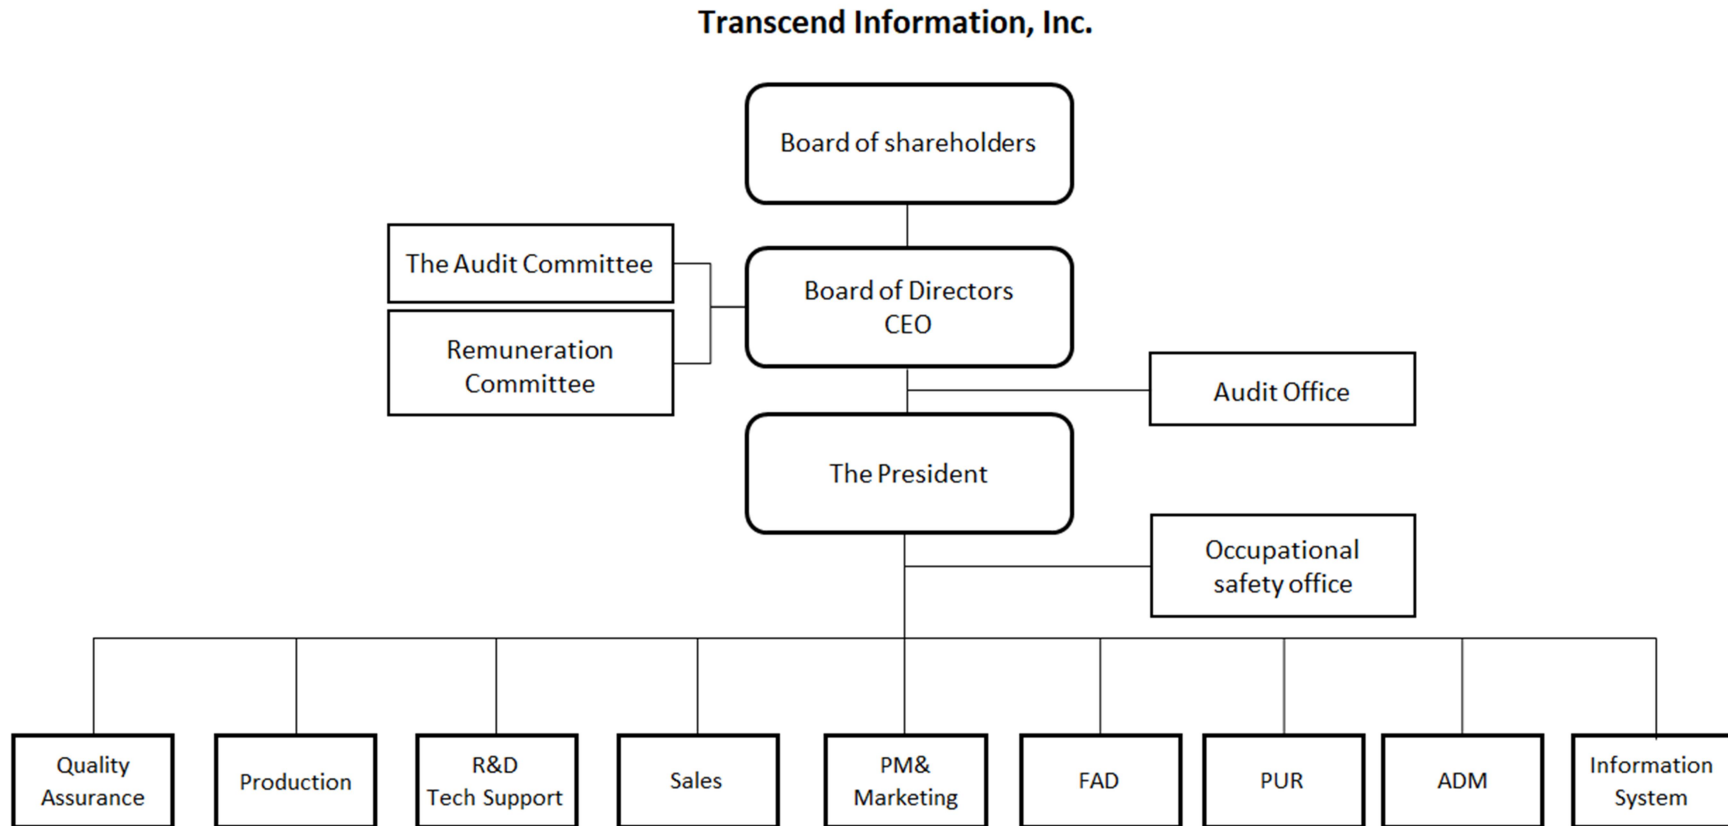 Transcend Information, Inc.
Board of shareholders
The Audit Committee
Remuneration
Committee
Board of Directors
CEO
Audit Office
The President
Occupational
safety office
Quality
Assurance
Production
R&D
Tech Support
Sales
PM&
Marketing
FAD
PUR
ADM
Information
System